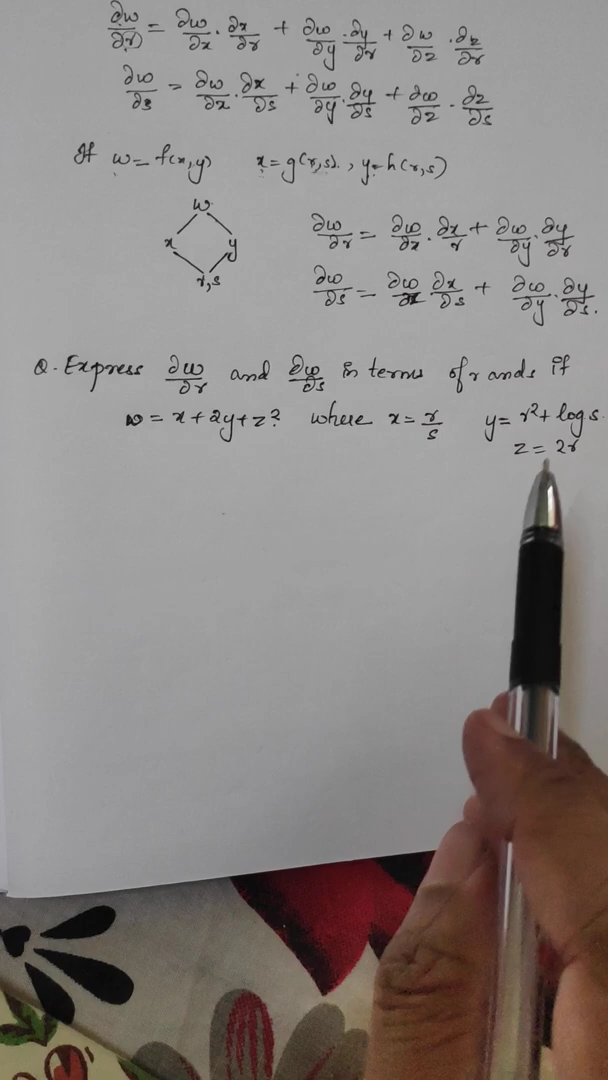 ∂w/∂r = ∂w/∂x · ∂x/∂r + ∂w/∂y · ∂y/∂r + ∂w/∂z · ∂z/∂r
∂w/∂s = ∂w/∂x · ∂x/∂s + ∂w/∂y · ∂y/∂s + ∂w/∂z · ∂z/∂s
If w = f(x,y) x = g(r,s), y = h(r,s)
w
x y
r,s
∂w/∂r = ∂w/∂x · ∂x/r + ∂w/∂y · ∂y/∂r
∂w/∂s = ∂w/∂x ∂x/∂s + ∂w/∂y · ∂y/∂s.
Q. Express ∂w/∂r and ∂w/∂s in terms of r and s if
w = x + 2y + z² where x = r/s y = r² + log s.
z = 2r